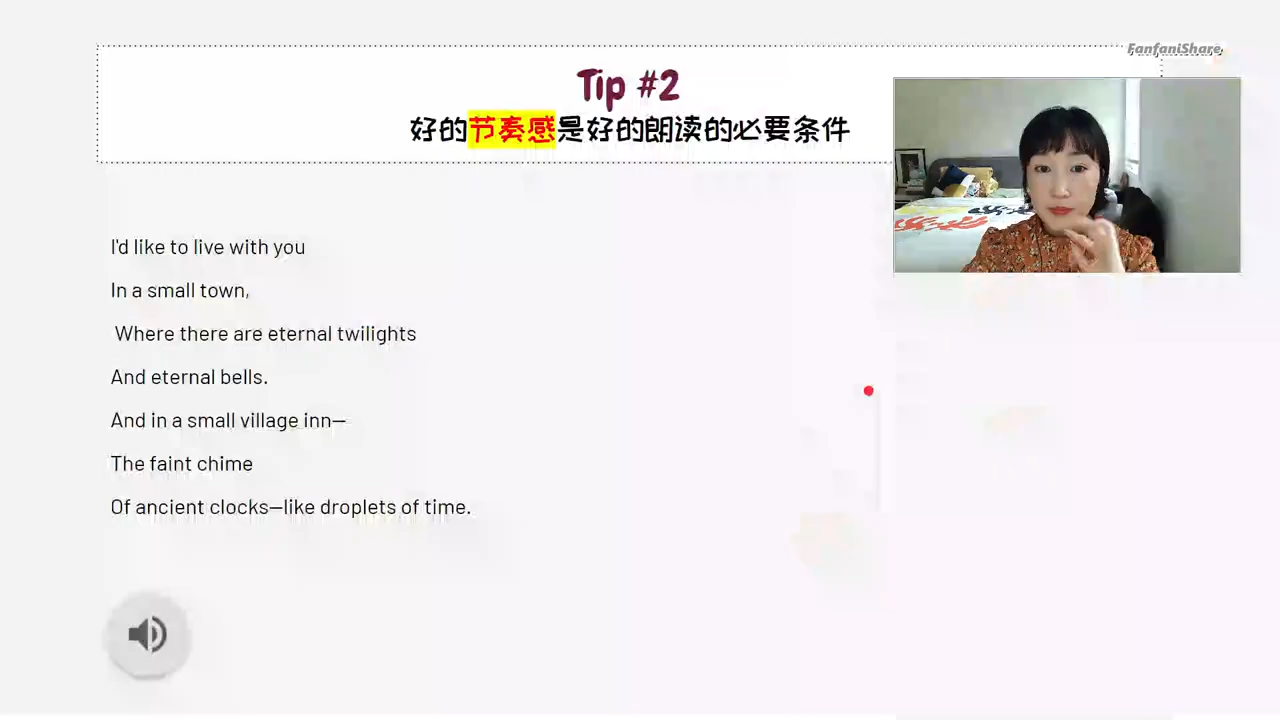 FanfaniShare
Tip #2
好的节奏感是好的朗读的必要条件
I'd like to live with you
In a small town,
Where there are eternal twilights
And eternal bells.
And in a small village inn—
The faint chime
Of ancient clocks—like droplets of time.